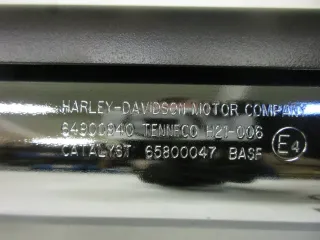 HARLEY-DAVIDSON MOTOR COMPANY
64900940 TENNECO H21-006
CATALYST 65800047 BASF E4